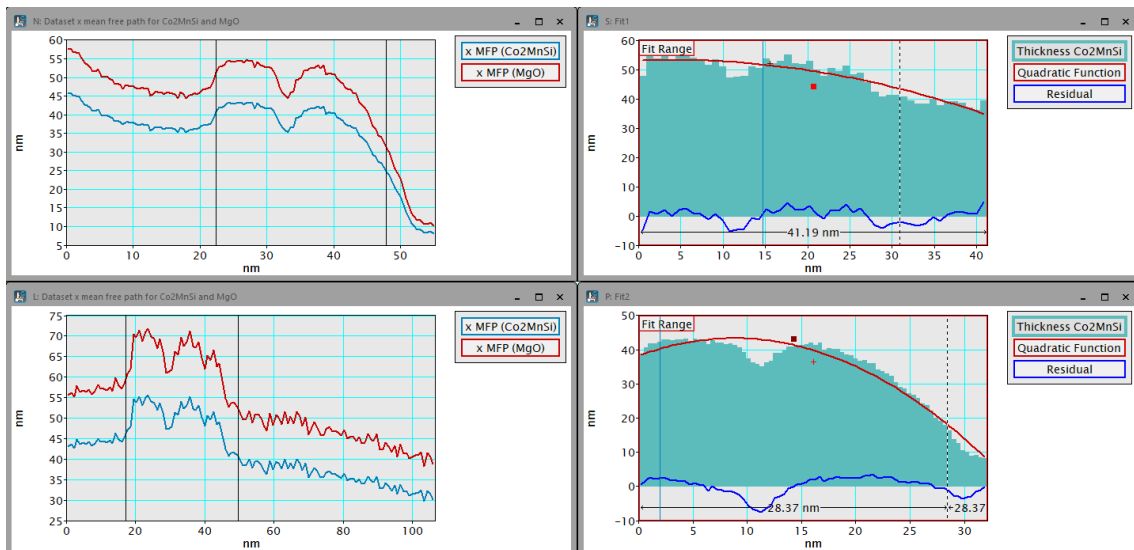 N: Dataset x mean free path for Co2MnSi and MgO
60
55
50
45
40
35
30
25
20
15
10
5
nm
0
10
20
30
40
50
nm
x MFP (Co2MnSi)
x MFP (MgO)
S: Fit1
60
50
40
30
20
10
0
-10
nm
Fit Range
41.19 nm
0
5
10
15
20
25
30
35
40
nm
Thickness Co2MnSi
Quadratic Function
Residual
L: Dataset x mean free path for Co2MnSi and MgO
75
70
65
60
55
50
45
40
35
30
25
nm
0
20
40
60
80
100
nm
x MFP (Co2MnSi)
x MFP (MgO)
P: Fit2
50
40
30
20
10
0
-10
nm
Fit Range
28.37 nm
28.37
0
5
10
15
20
25
30
nm
Thickness Co2MnSi
Quadratic Function
Residual